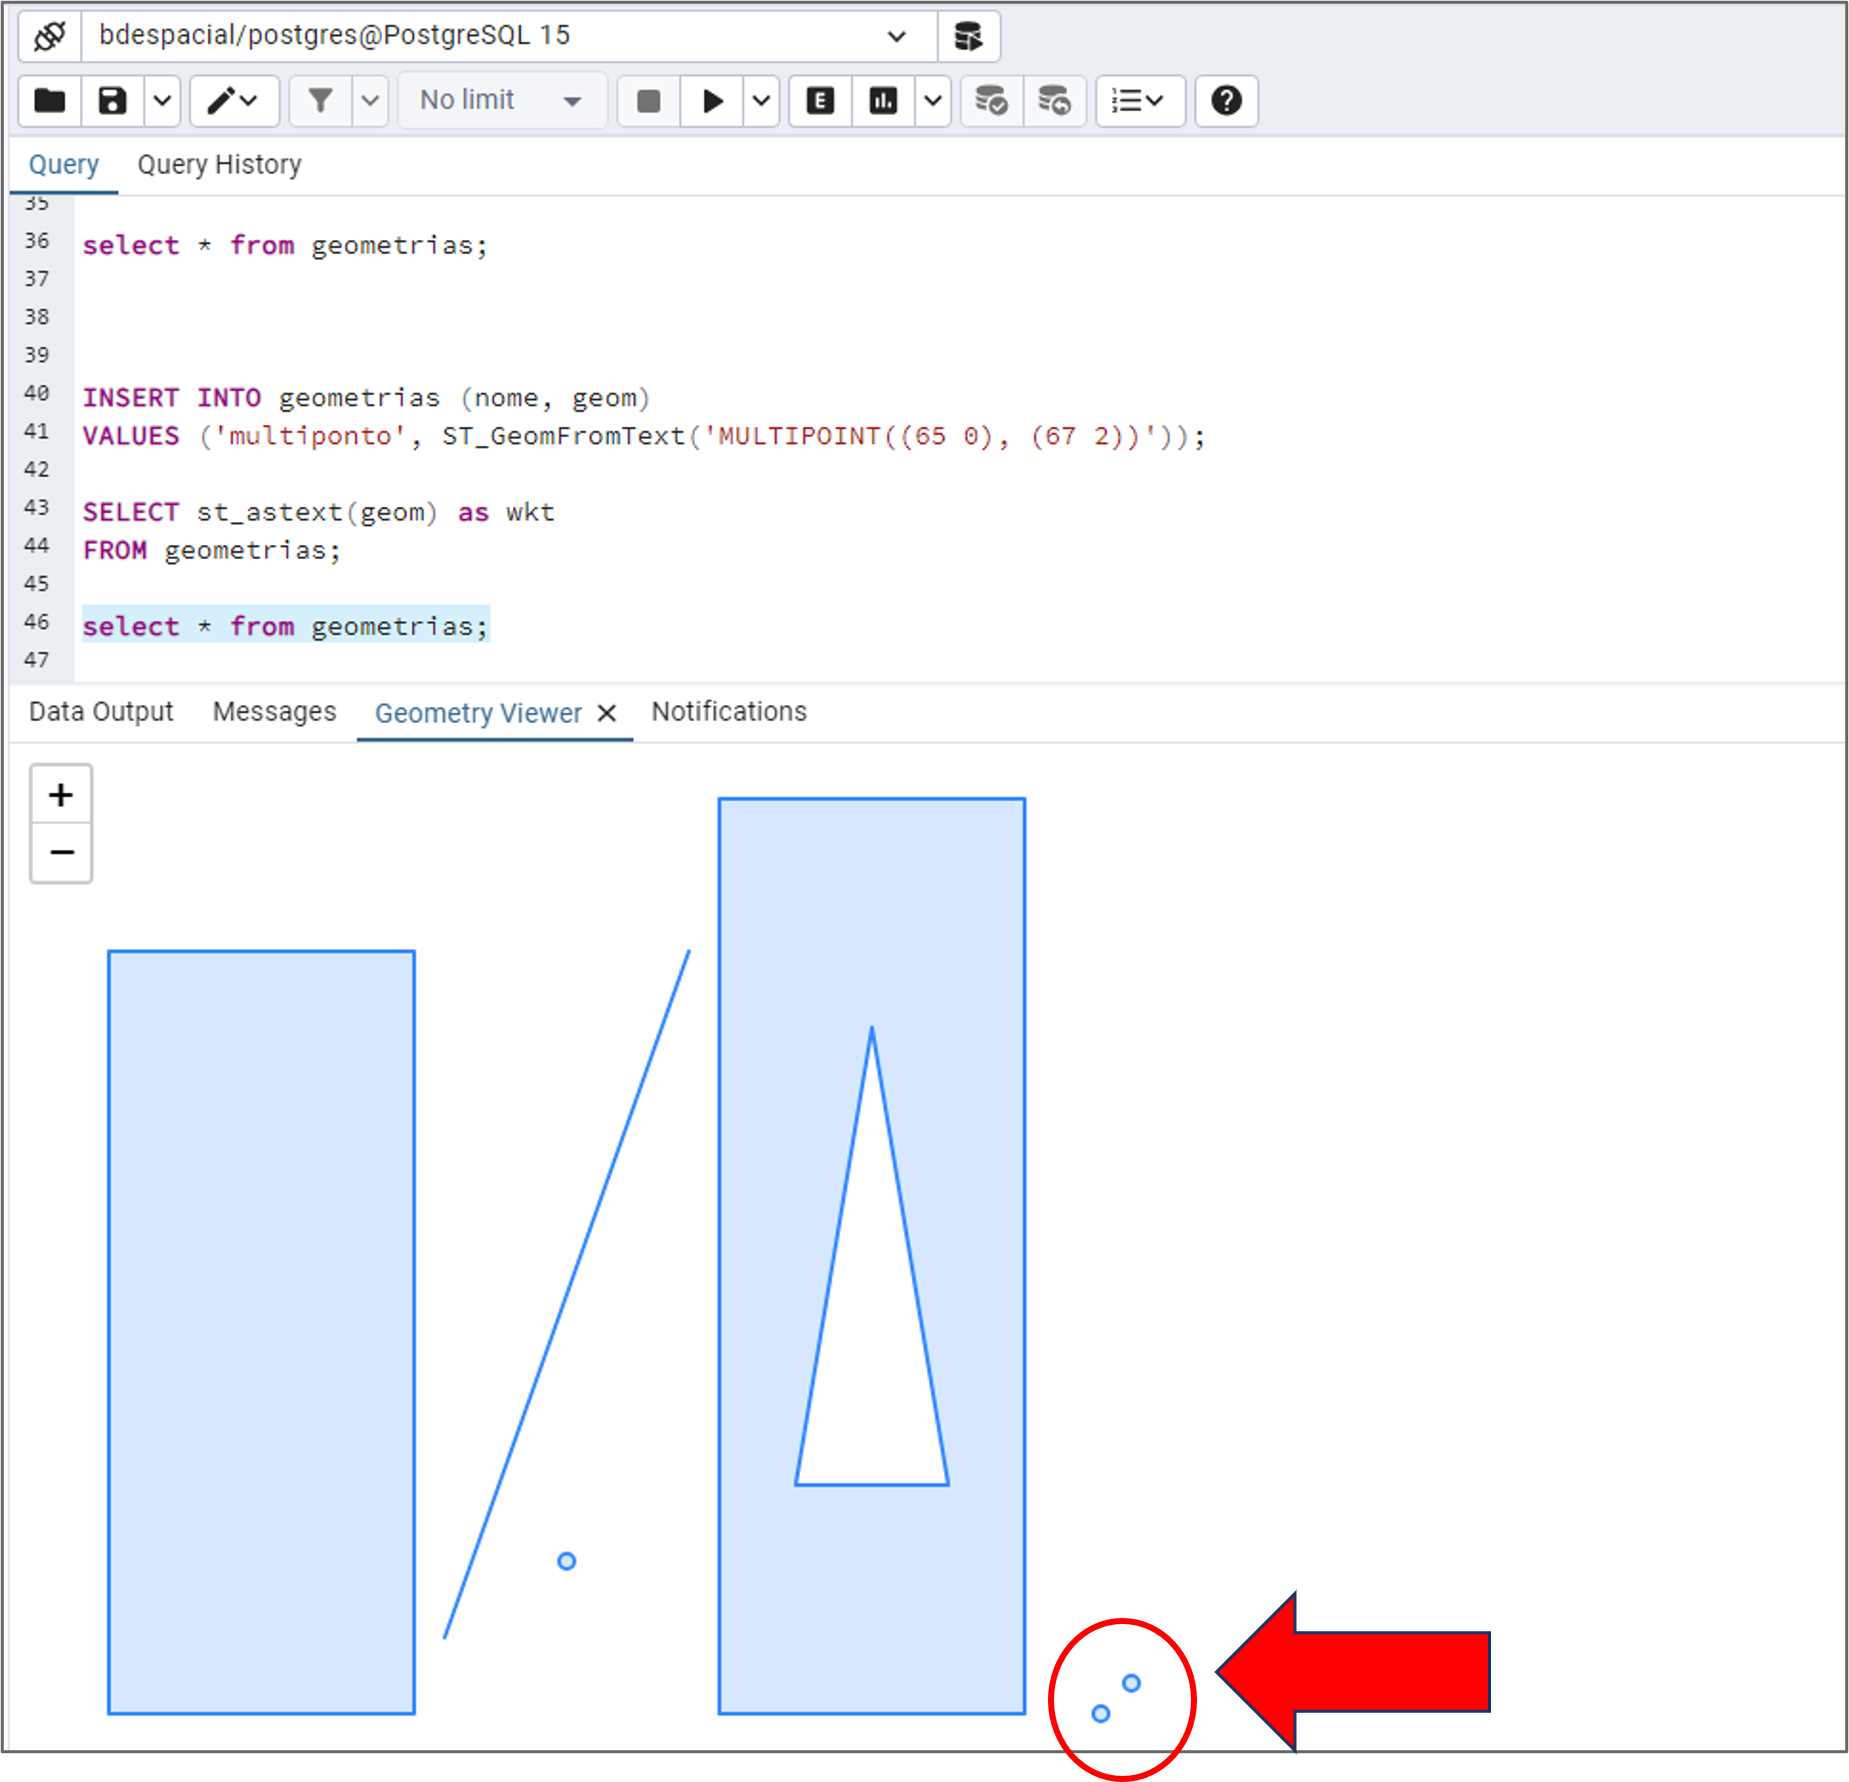 bdespacial/postgres@PostgreSQL 15
No limit
E
?
Query Query History
35
36 select * from geometrias;
37
38
39
40 INSERT INTO geometrias (nome, geom)
41 VALUES ('multiponto', ST_GeomFromText('MULTIPOINT((65 0), (67 2))'));
42
43 SELECT st_astext(geom) as wkt
44 FROM geometrias;
45
46 select * from geometrias;
47
Data Output Messages Geometry Viewer × Notifications
+
−